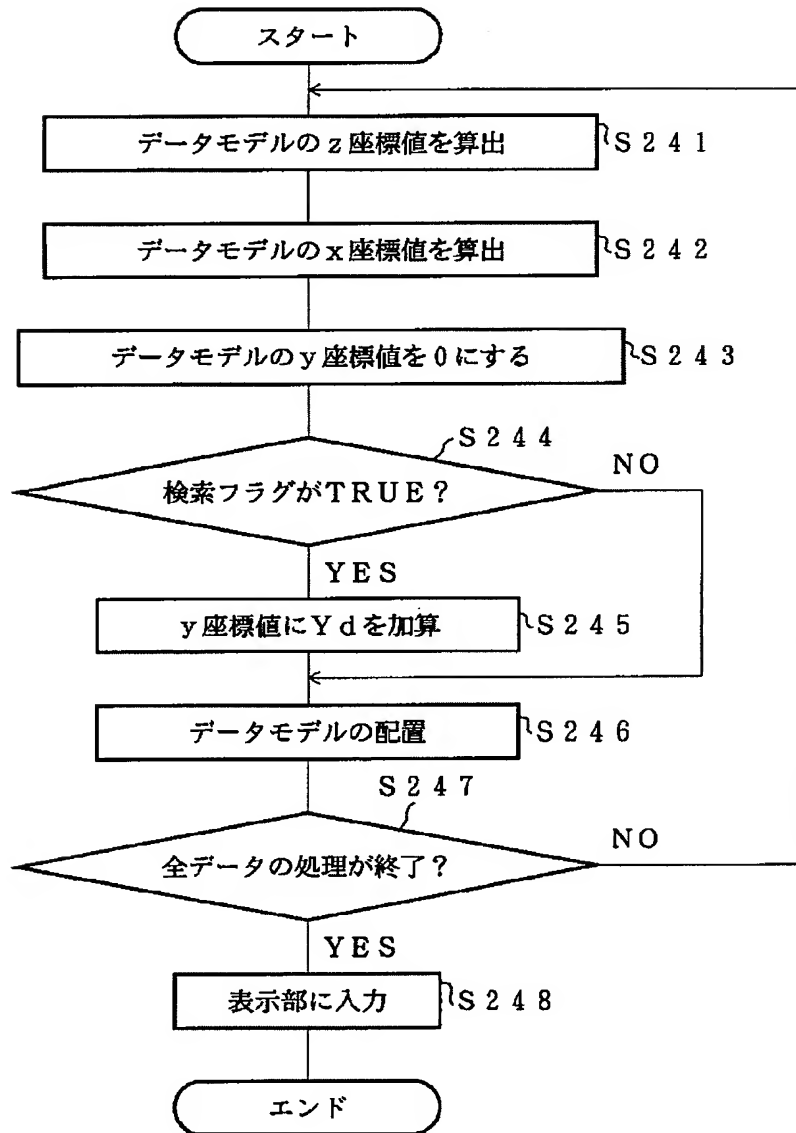 スタート
データモデルのz座標値を算出 S241
データモデルのx座標値を算出 S242
データモデルのy座標値を0にする S243
S244
検索フラグがTRUE？ NO
YES
y座標値にYdを加算 S245
データモデルの配置 S246
S247
全データの処理が終了？ NO
YES
表示部に入力 S248
エンド